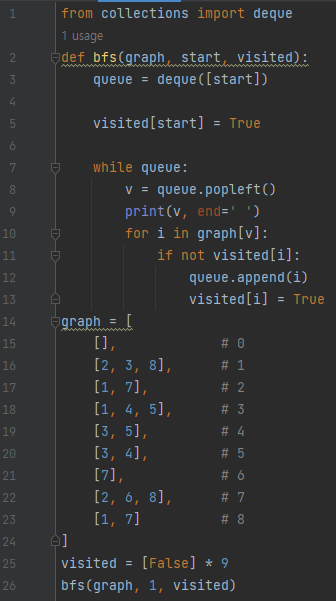 1 from collections import deque
1 usage
2 def bfs(graph, start, visited):
3     queue = deque([start])
4
5     visited[start] = True
6
7     while queue:
8         v = queue.popleft()
9         print(v, end=' ')
10         for i in graph[v]:
11             if not visited[i]:
12                 queue.append(i)
13                 visited[i] = True
14 graph = [
15     [],             # 0
16     [2, 3, 8],      # 1
17     [1, 7],         # 2
18     [1, 4, 5],      # 3
19     [3, 5],         # 4
20     [3, 4],         # 5
21     [7],            # 6
22     [2, 6, 8],      # 7
23     [1, 7]          # 8
24 ]
25 visited = [False] * 9
26 bfs(graph, 1, visited)